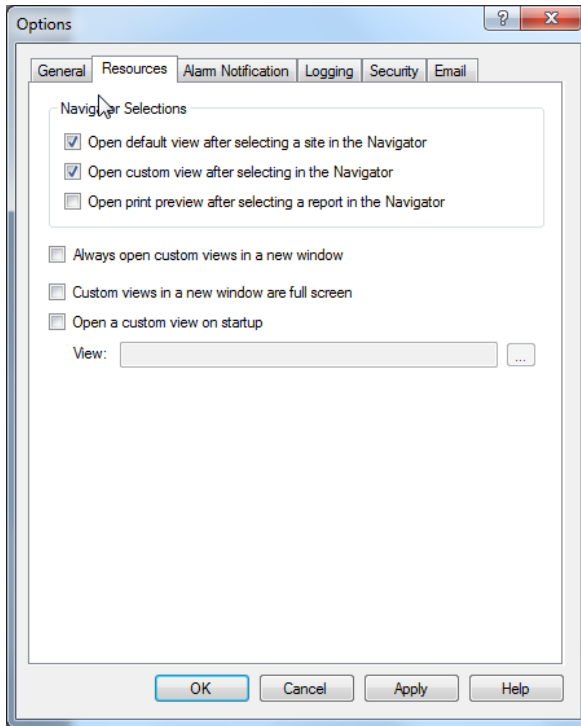 Options
General Resources Alarm Notification Logging Security Email
Navigator Selections
Open default view after selecting a site in the Navigator
Open custom view after selecting in the Navigator
Open print preview after selecting a report in the Navigator
Always open custom views in a new window
Custom views in a new window are full screen
Open a custom view on startup
View: ...
OK Cancel Apply Help